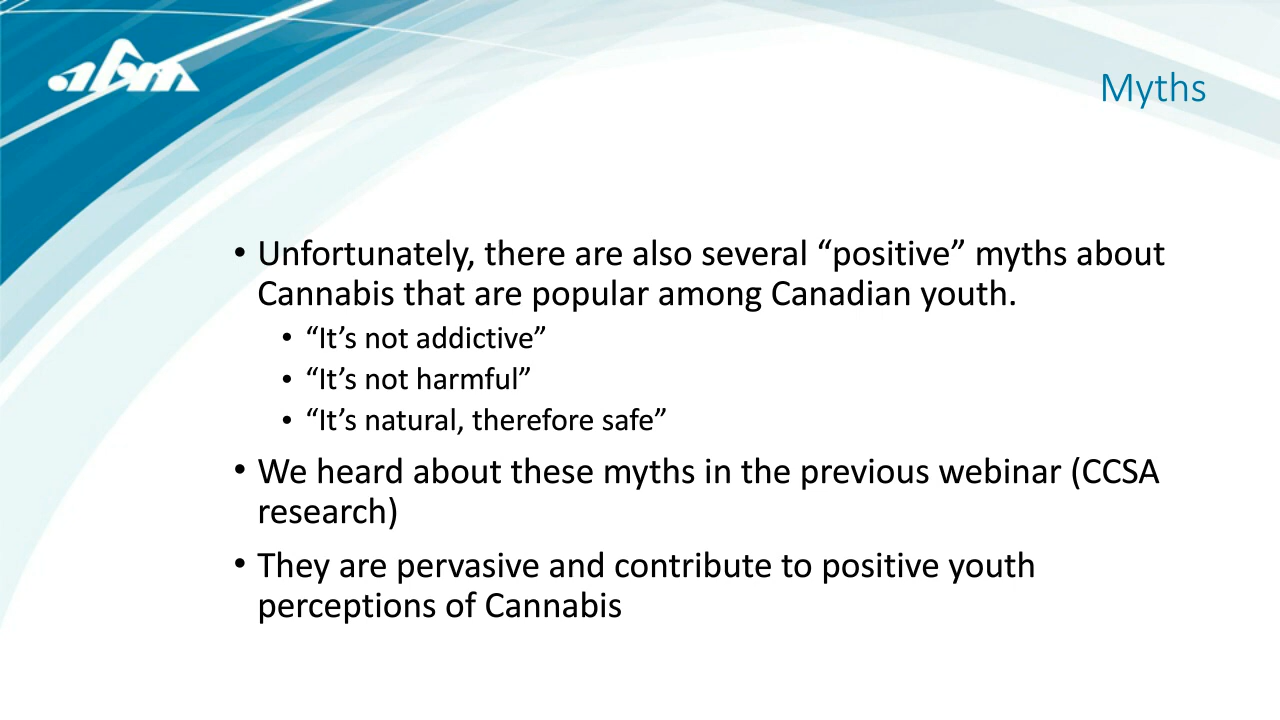 abm
Myths
• Unfortunately, there are also several “positive” myths about
Cannabis that are popular among Canadian youth.
• “It’s not addictive”
• “It’s not harmful”
• “It’s natural, therefore safe”
• We heard about these myths in the previous webinar (CCSA
research)
• They are pervasive and contribute to positive youth
perceptions of Cannabis